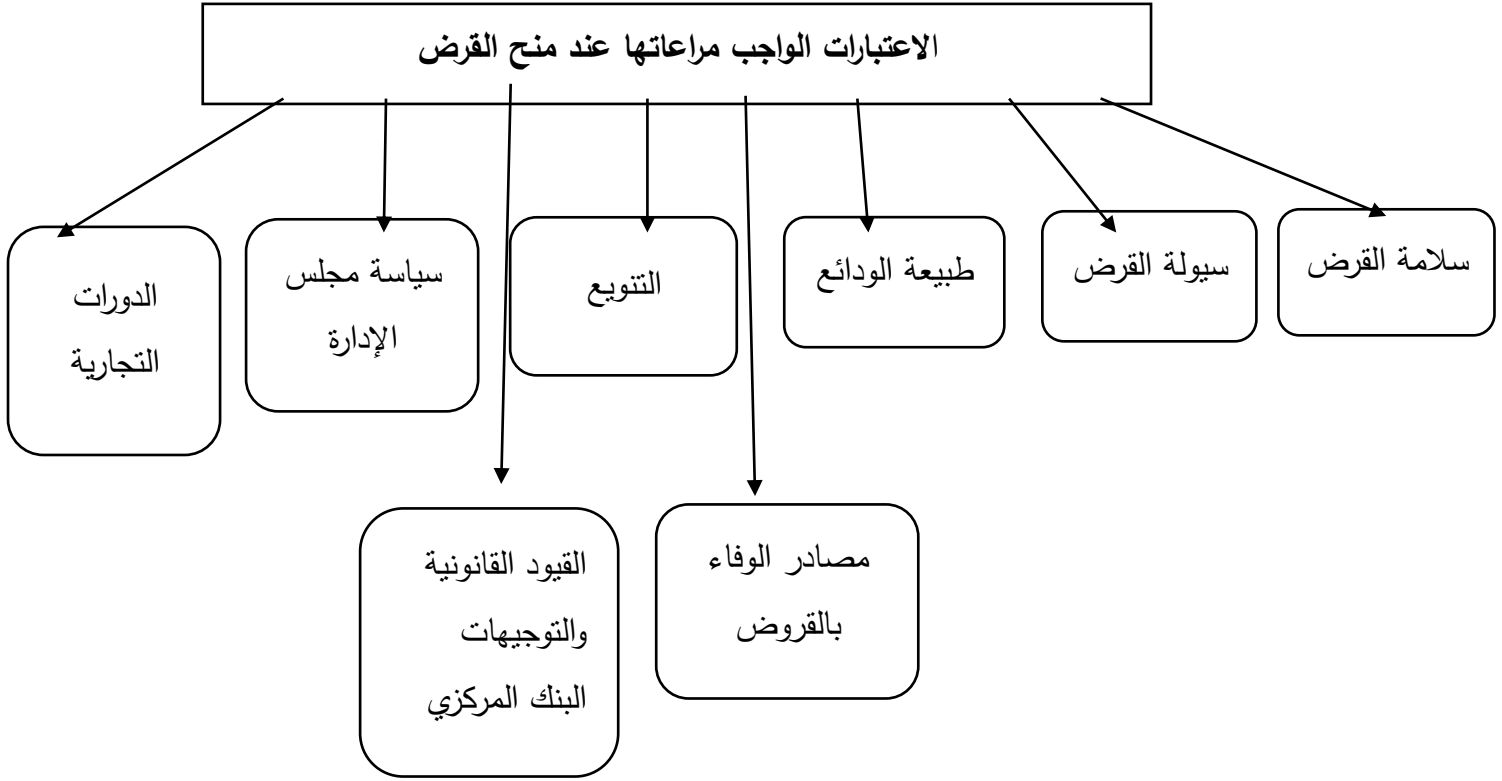 الاعتبارات الواجب مراعاتها عند منح القرض
سلامة القرض
سيولة القرض
طبيعة الودائع
التنويع
سياسة مجلس
الإدارة
الدورات
التجارية
مصادر الوفاء
بالقروض
القيود القانونية
والتوجيهات
البنك المركزي